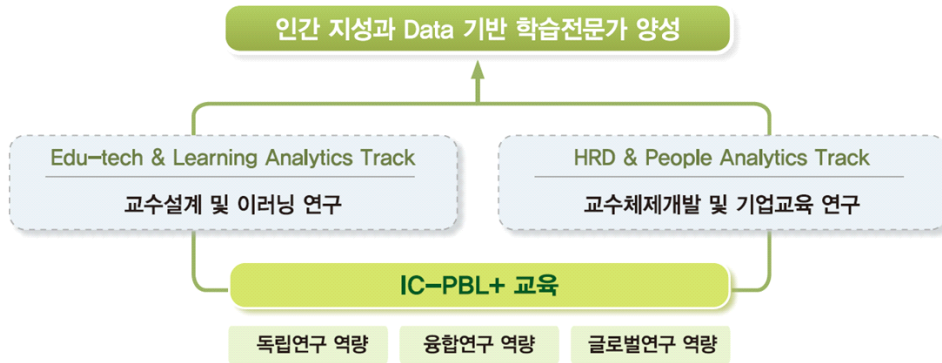 인간 지성과 Data 기반 학습전문가 양성
Edu-tech & Learning Analytics Track
교수설계 및 이러닝 연구
HRD & People Analytics Track
교수체제개발 및 기업교육 연구
IC-PBL+ 교육
독립연구 역량
융합연구 역량
글로벌연구 역량